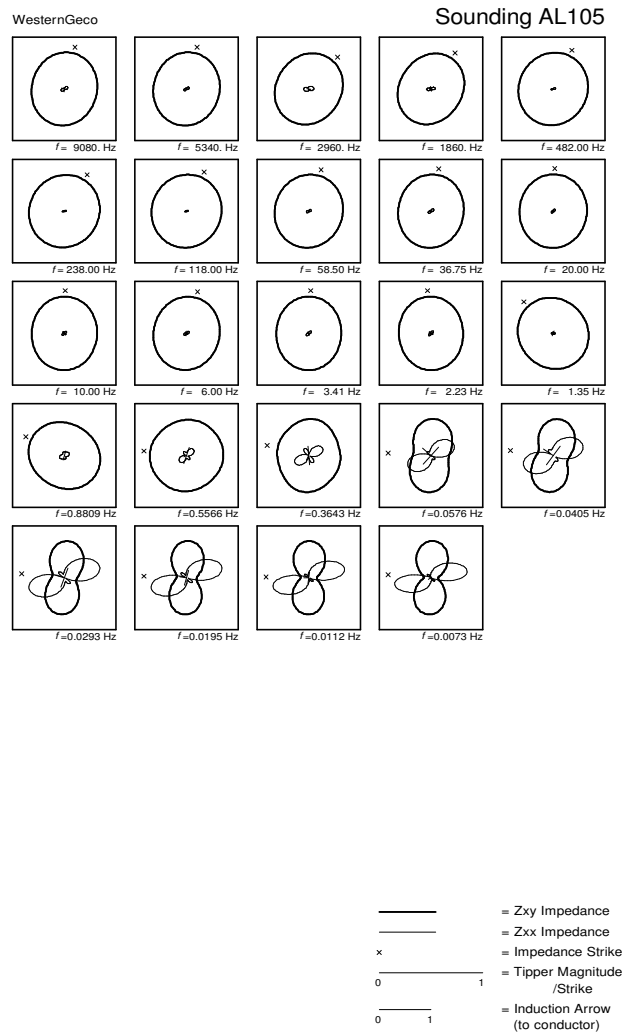 WesternGeco
Sounding AL105
f = 9080. Hz
f = 5340. Hz
f = 2960. Hz
f = 1860. Hz
f = 482.00 Hz
f = 238.00 Hz
f = 118.00 Hz
f = 58.50 Hz
f = 36.75 Hz
f = 20.00 Hz
f = 10.00 Hz
f = 6.00 Hz
f = 3.41 Hz
f = 2.23 Hz
f = 1.35 Hz
f =0.8809 Hz
f =0.5566 Hz
f =0.3643 Hz
f =0.0576 Hz
f =0.0405 Hz
f =0.0293 Hz
f =0.0195 Hz
f =0.0112 Hz
f =0.0073 Hz
= Zxy Impedance
= Zxx Impedance
× = Impedance Strike
= Tipper Magnitude
0 1 /Strike
= Induction Arrow
0 1 (to conductor)